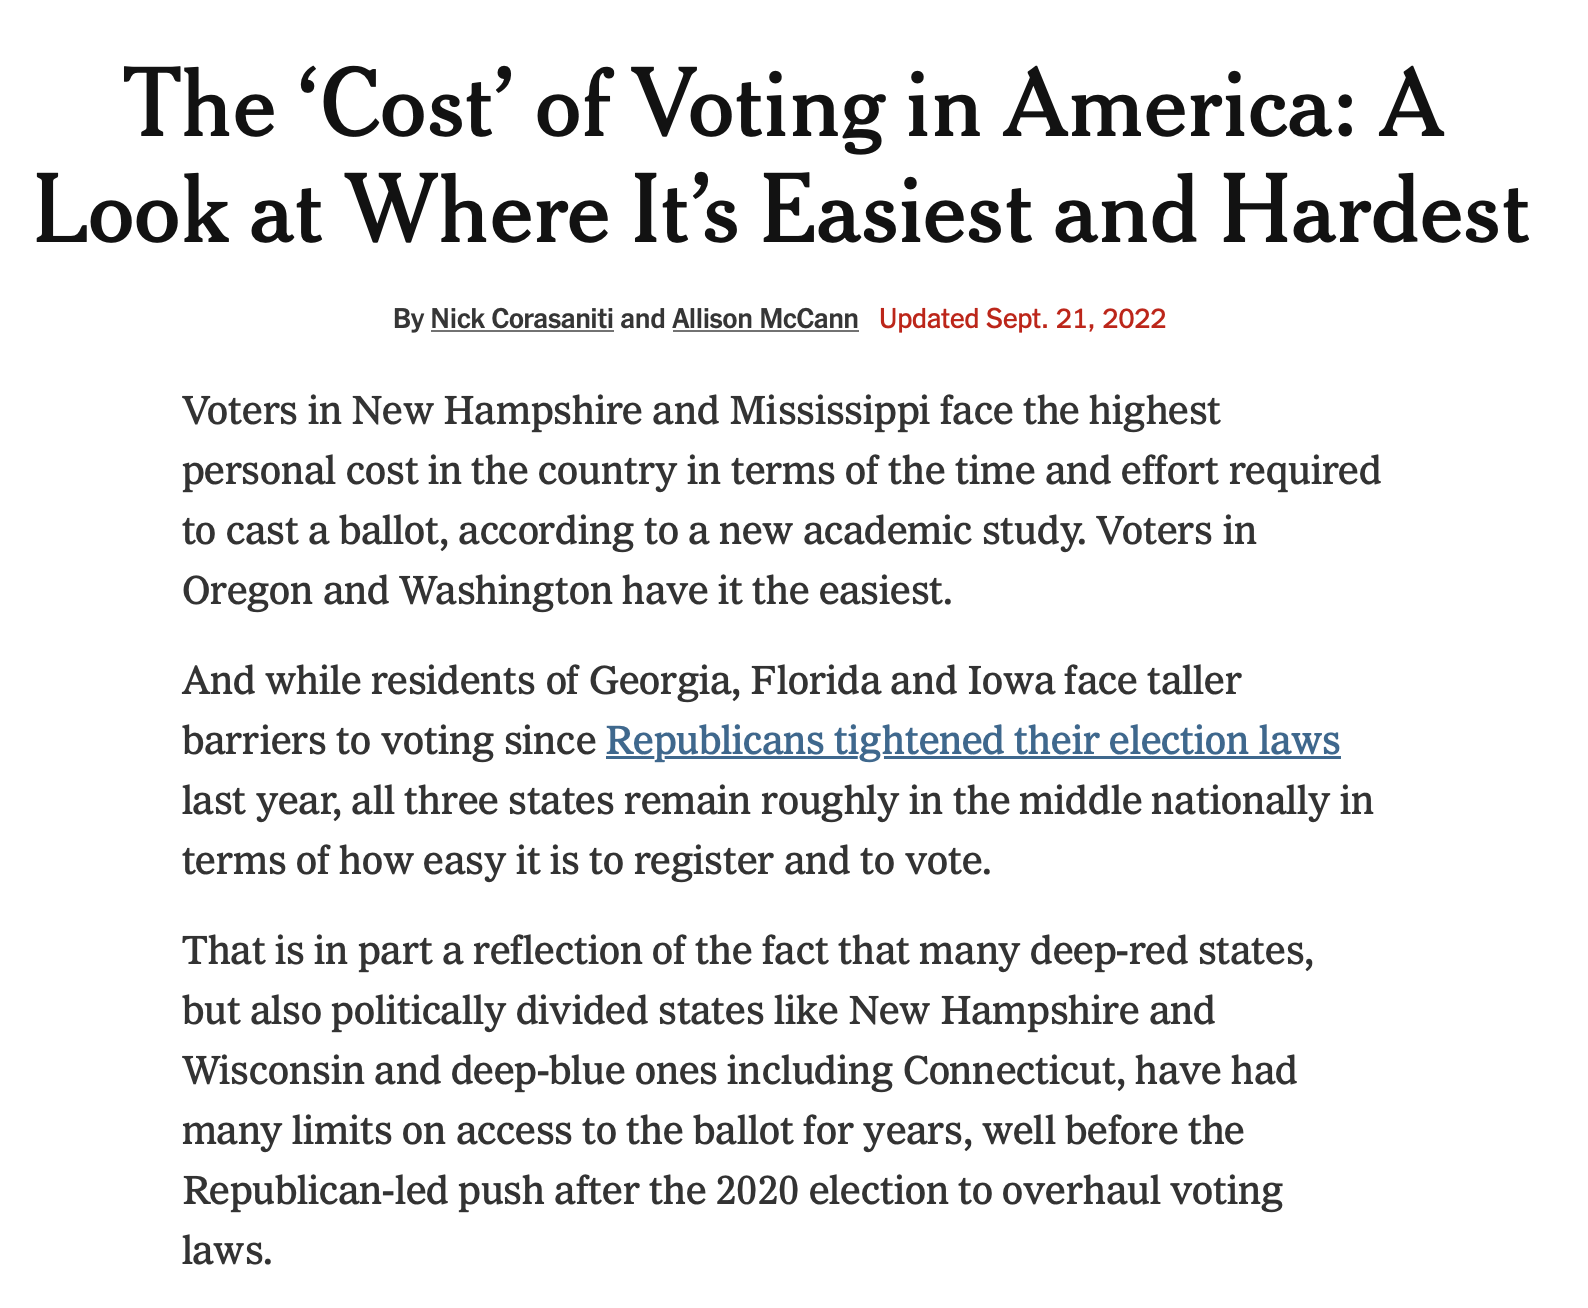 The ‘Cost’ of Voting in America: A
Look at Where It’s Easiest and Hardest
By Nick Corasaniti and Allison McCann Updated Sept. 21, 2022
Voters in New Hampshire and Mississippi face the highest
personal cost in the country in terms of the time and effort required
to cast a ballot, according to a new academic study. Voters in
Oregon and Washington have it the easiest.
And while residents of Georgia, Florida and Iowa face taller
barriers to voting since Republicans tightened their election laws
last year, all three states remain roughly in the middle nationally in
terms of how easy it is to register and to vote.
That is in part a reflection of the fact that many deep-red states,
but also politically divided states like New Hampshire and
Wisconsin and deep-blue ones including Connecticut, have had
many limits on access to the ballot for years, well before the
Republican-led push after the 2020 election to overhaul voting
laws.